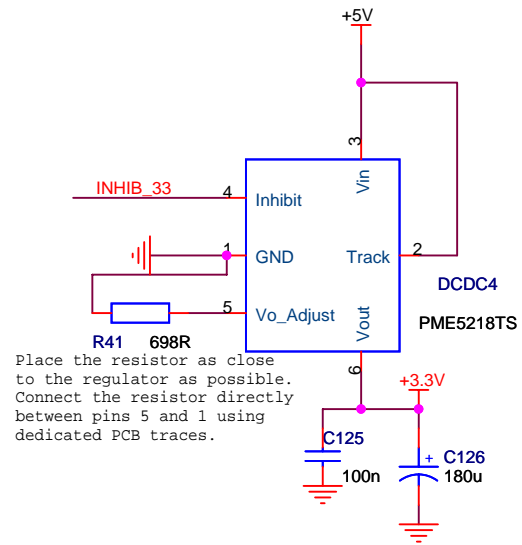 +5V
3
Vin
INHIB_33
4
Inhibit
1
GND
Track
2
DCDC4
5
Vo_Adjust
Vout
PME5218TS
R41 698R
6
Place the resistor as close
to the regulator as possible.
Connect the resistor directly
between pins 5 and 1 using
dedicated PCB traces.
+3.3V
C125
100n
+
C126
180u